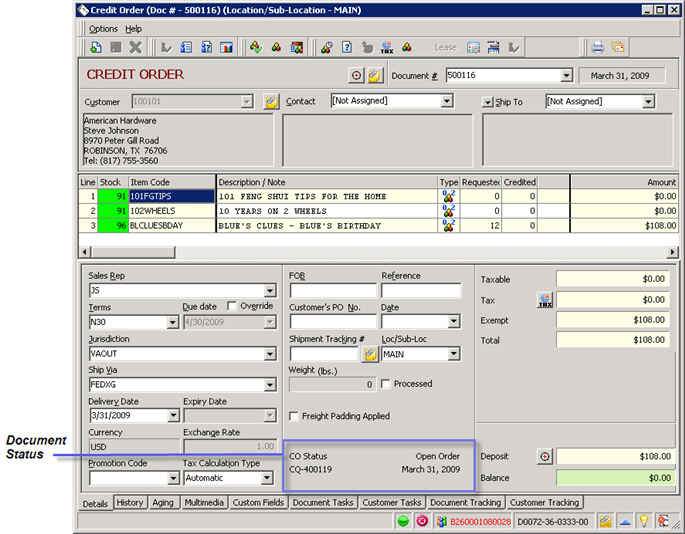 Credit Order (Doc # - 500116) (Location/Sub-Location - MAIN)
Options Help
Lease
CREDIT ORDER
Document # 500116
March 31, 2009
Customer 100101
Contact [Not Assigned]
Ship To [Not Assigned]
American Hardware
Steve Johnson
8970 Peter Gill Road
ROBINSON, TX 76706
Tel: (817) 755-3560
Line Stock Item Code Description / Note Type Requested Credited Amount
1 91 101FGTIPS 101 FENG SHUI TIPS FOR THE HOME 0 0 $0.00
2 91 102WHEELS 10 YEARS ON 2 WHEELS 0 0 $0.00
3 96 BLCLUESBDAY BLUE'S CLUES - BLUE'S BIRTHDAY 12 0 $108.00
Sales Rep
JS
Terms Due date Override
N30 4/30/2009
Jurisdiction
VAOUT
Ship Via
FEDXG
Delivery Date Expiry Date
3/31/2009
Currency Exchange Rate
USD 1.00
Promotion Code Tax Calculation Type
Automatic
FOB Reference
Customer's PO No. Date
Shipment Tracking # Loc/Sub-Loc
MAIN
Weight (lbs.)
0 Processed
Freight Padding Applied
CO Status Open Order
CQ-400119 March 31, 2009
Taxable $0.00
Tax TAX $0.00
Exempt $108.00
Total $108.00
Deposit $108.00
Balance $0.00
Document
Status
Details History Aging Multimedia Custom Fields Document Tasks Customer Tasks Document Tracking Customer Tracking
B260001080028 D0072-36-0333-00